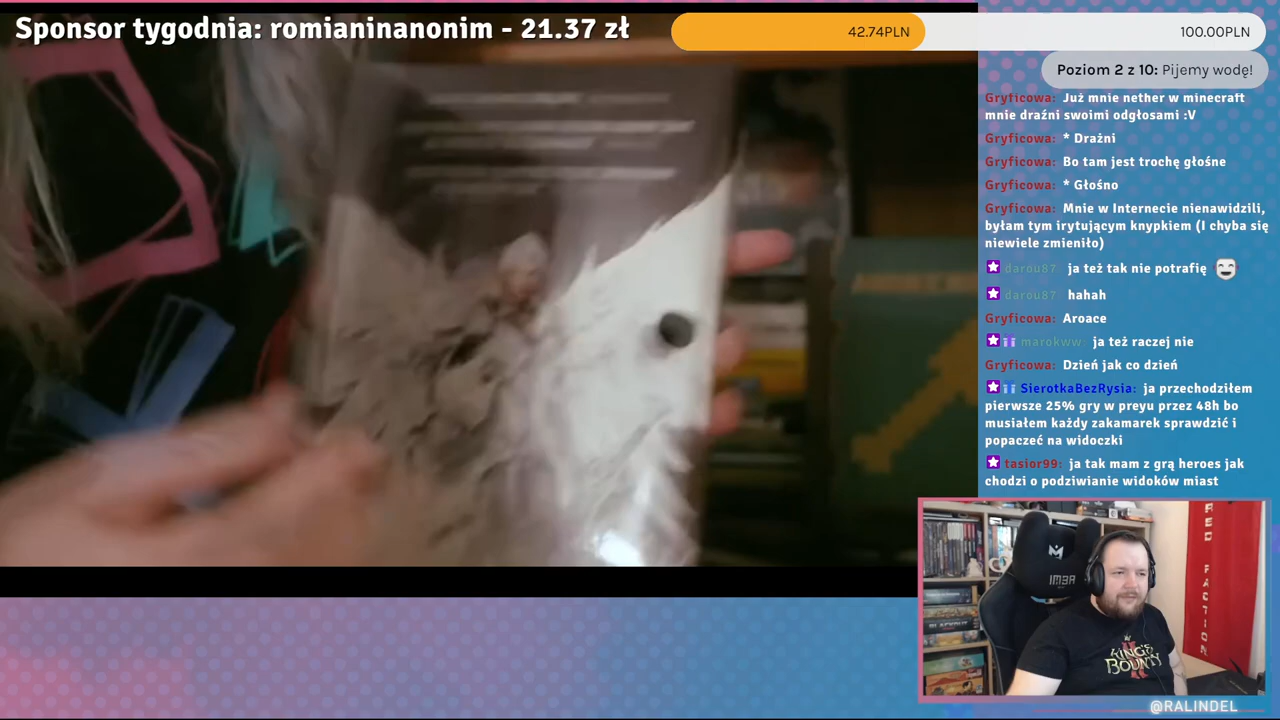 Sponsor tygodnia: romianinanonim - 21.37 zł
42.74PLN
100.00PLN
Poziom 2 z 10: Pijemy wodę!
Gryficowa: Już mnie nether w minecraft
mnie draźni swoimi odgłosami :V
Gryficowa: * Drażni
Gryficowa: Bo tam jest trochę głośne
Gryficowa: * Głośno
Gryficowa: Mnie w Internecie nienawidzili,
byłam tym irytującym knypkiem (I chyba się
niewiele zmieniło)
darou87: ja też tak nie potrafię
darou87: hahah
Gryficowa: Aroace
marokww: ja też raczej nie
Gryficowa: Dzień jak co dzień
SierotkaBezRysia: ja przechodziłem
pierwsze 25% gry w preyu przez 48h bo
musiałem każdy zakamarek sprawdzić i
popaczeć na widoczki
tasior99: ja tak mam z grą heroes jak
chodzi o podziwianie widoków miast
RED FACTION
KING'S
BOUNTY
II
@RALINDEL